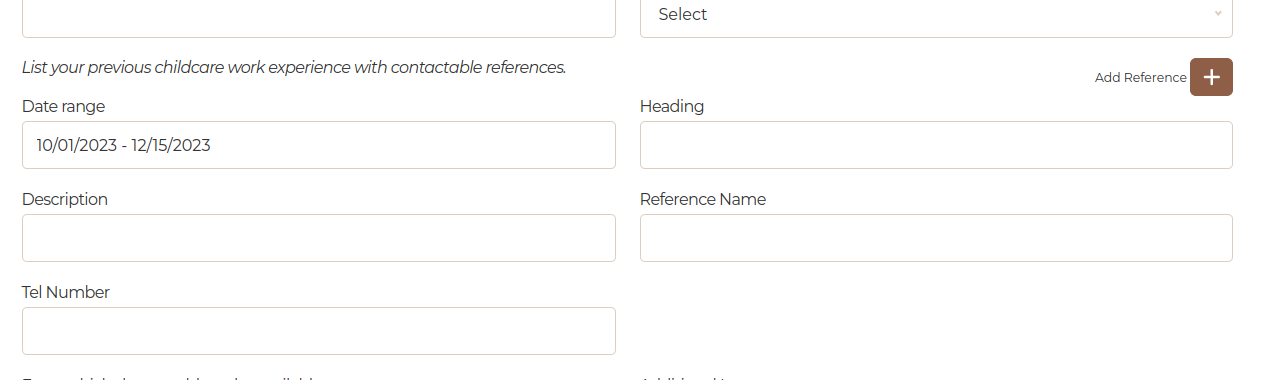 Select
List your previous childcare work experience with contactable references.
Add Reference
Date range
Heading
10/01/2023 - 12/15/2023
Description
Reference Name
Tel Number